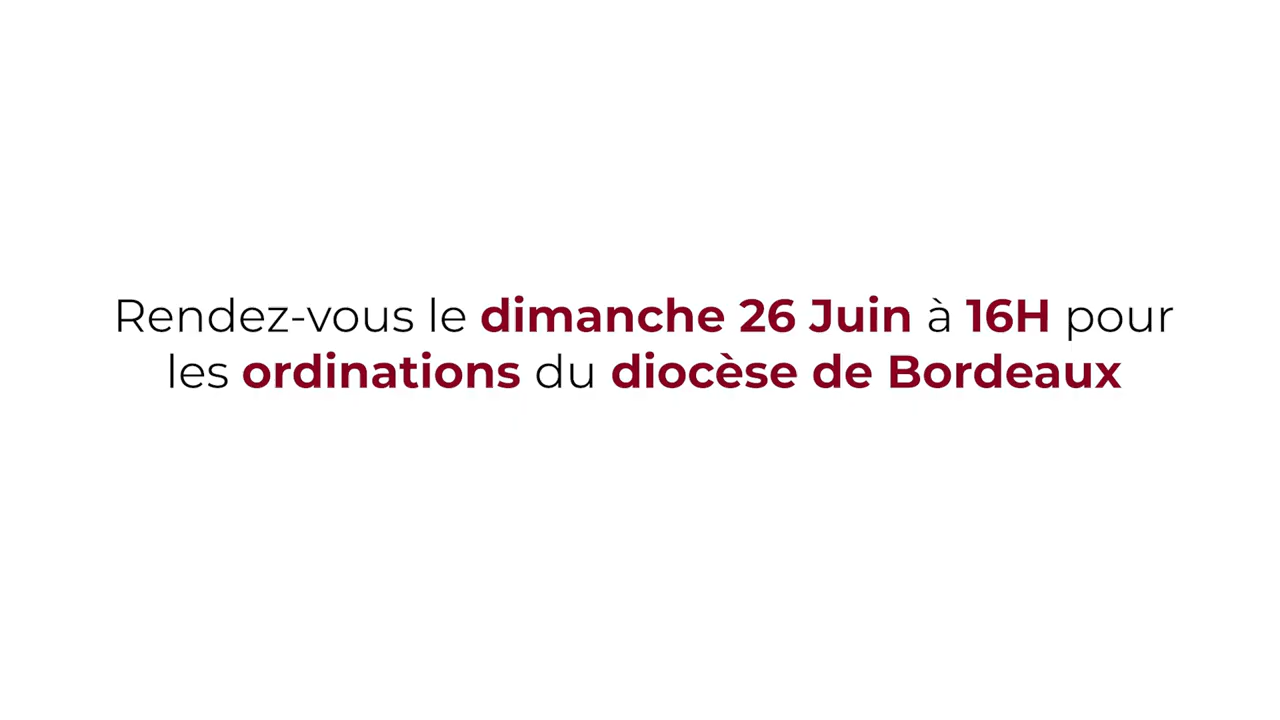 Rendez-vous le dimanche 26 Juin à 16H pour
les ordinations du diocèse de Bordeaux